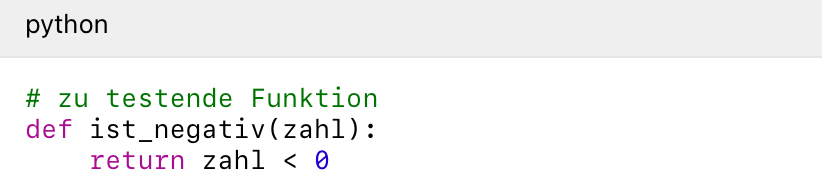 python
# zu testende Funktion
def ist_negativ(zahl):
    return zahl < 0